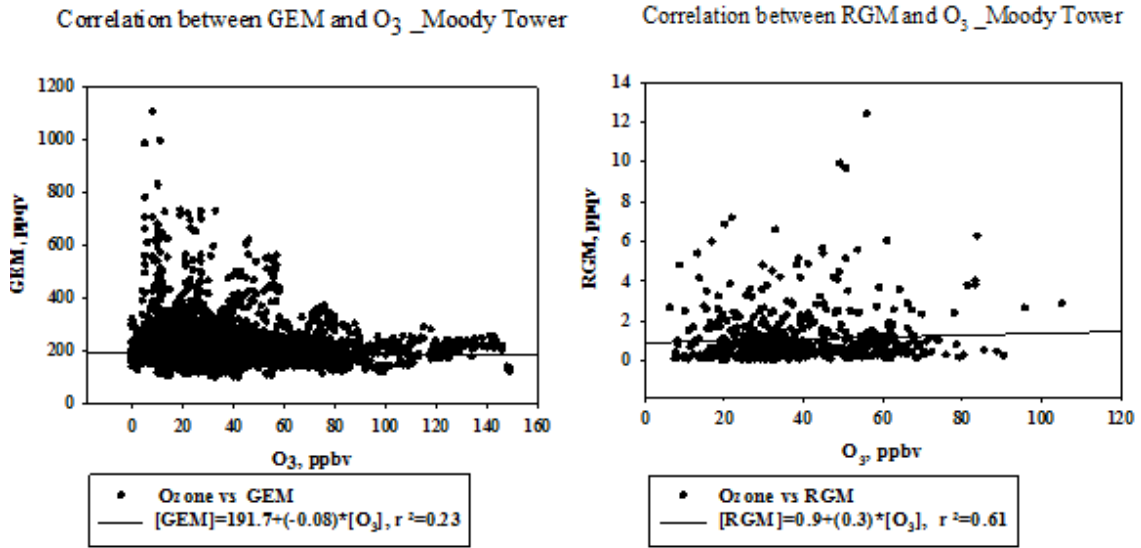 Correlation between GEM and O₃ _Moody Tower
1200
1000
800
600
400
200
0
GEM, ppqv
0 20 40 60 80 100 120 140 160
O₃, ppbv
Ozone vs GEM
[GEM]=191.7+(-0.08)*[O₃], r ²=0.23
Correlation between RGM and O₃ _Moody Tower
14
12
10
8
6
4
2
0
RGM, ppqv
0 20 40 60 80 100 120
O₃, ppbv
Ozone vs RGM
[RGM]=0.9+(0.3)*[O₃], r ²=0.61